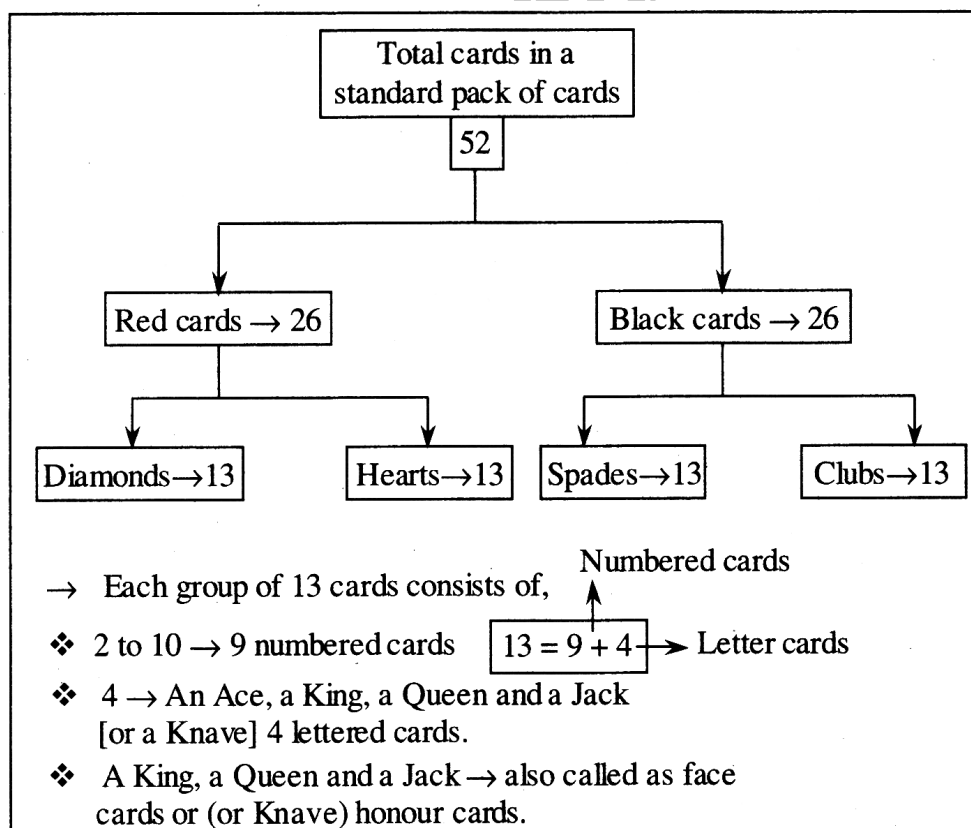 Total cards in a
standard pack of cards
52
Red cards → 26
Black cards → 26
Diamonds→13
Hearts→13
Spades→13
Clubs→13
Numbered cards
→ Each group of 13 cards consists of,
❖ 2 to 10 → 9 numbered cards
13 = 9 + 4 → Letter cards
❖ 4 → An Ace, a King, a Queen and a Jack
[or a Knave] 4 lettered cards.
❖ A King, a Queen and a Jack → also called as face
cards or (or Knave) honour cards.